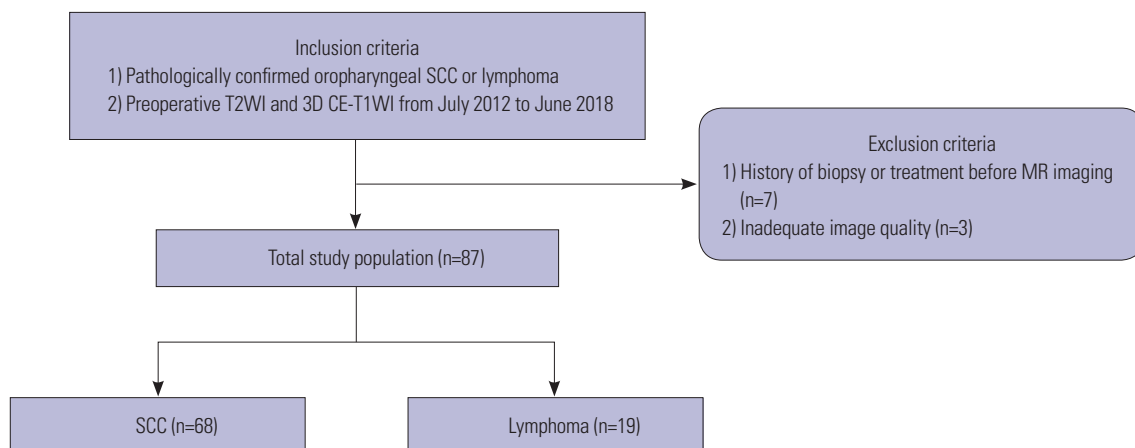 Inclusion criteria
1) Pathologically confirmed oropharyngeal SCC or lymphoma
2) Preoperative T2WI and 3D CE-T1WI from July 2012 to June 2018
Exclusion criteria
1) History of biopsy or treatment before MR imaging
(n=7)
2) Inadequate image quality (n=3)
Total study population (n=87)
SCC (n=68)
Lymphoma (n=19)